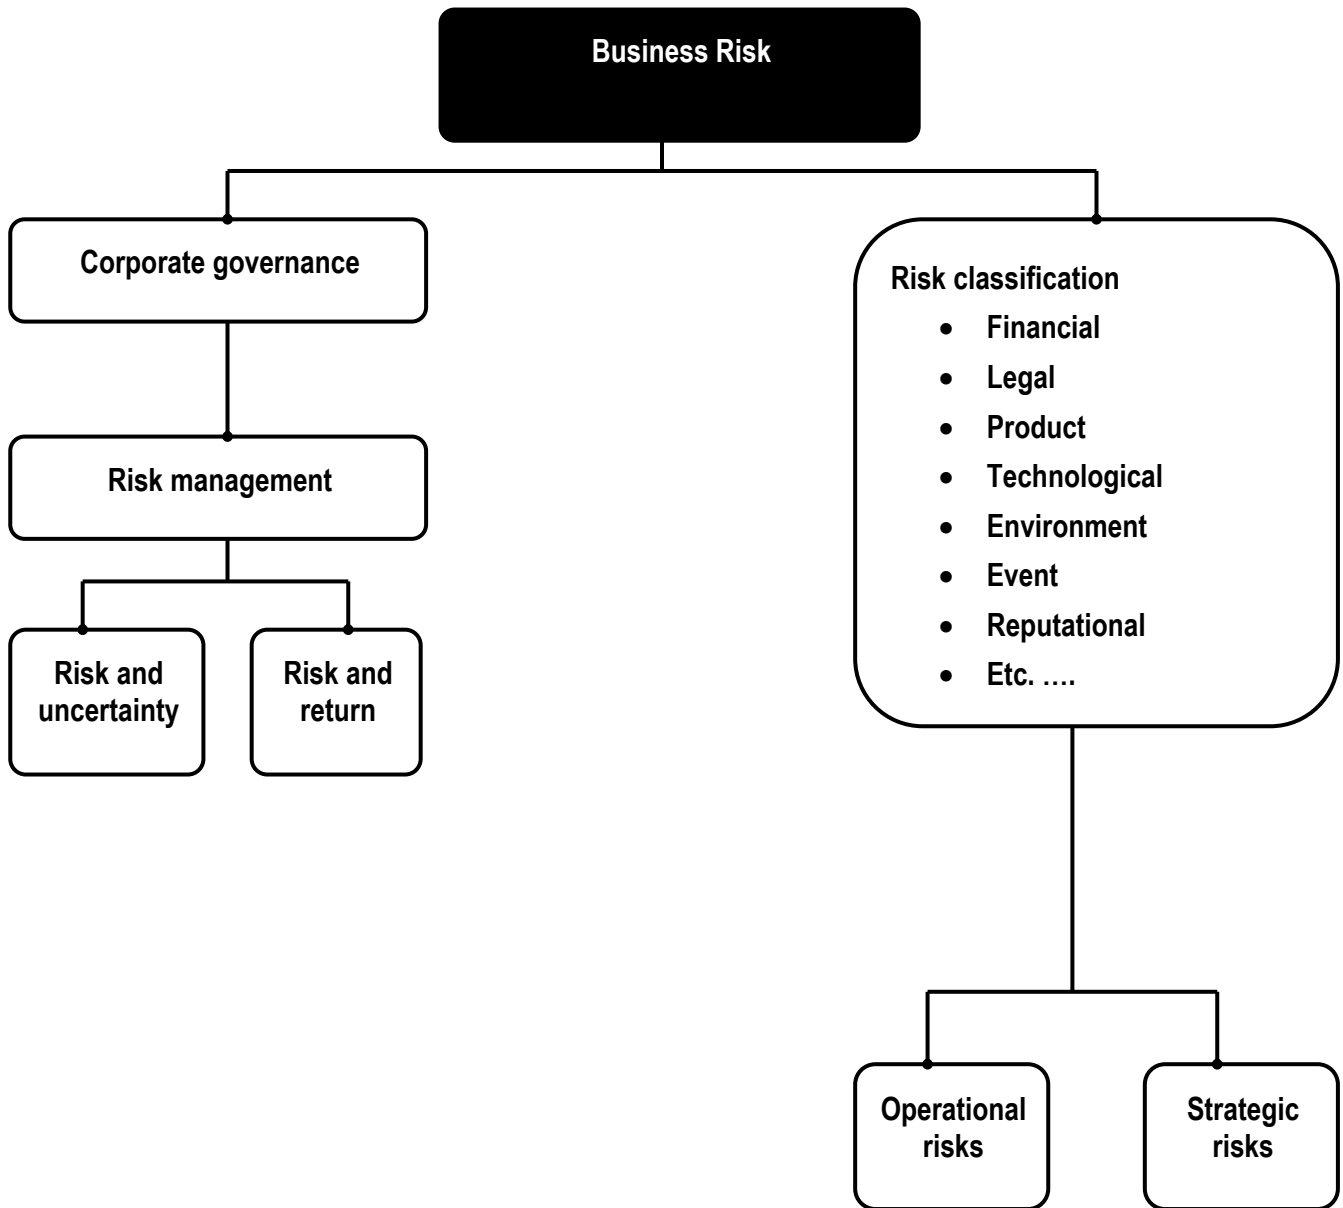 Business Risk
Corporate governance
Risk management
Risk and
uncertainty
Risk and
return
Risk classification
• Financial
• Legal
• Product
• Technological
• Environment
• Event
• Reputational
• Etc. ….
Operational
risks
Strategic
risks